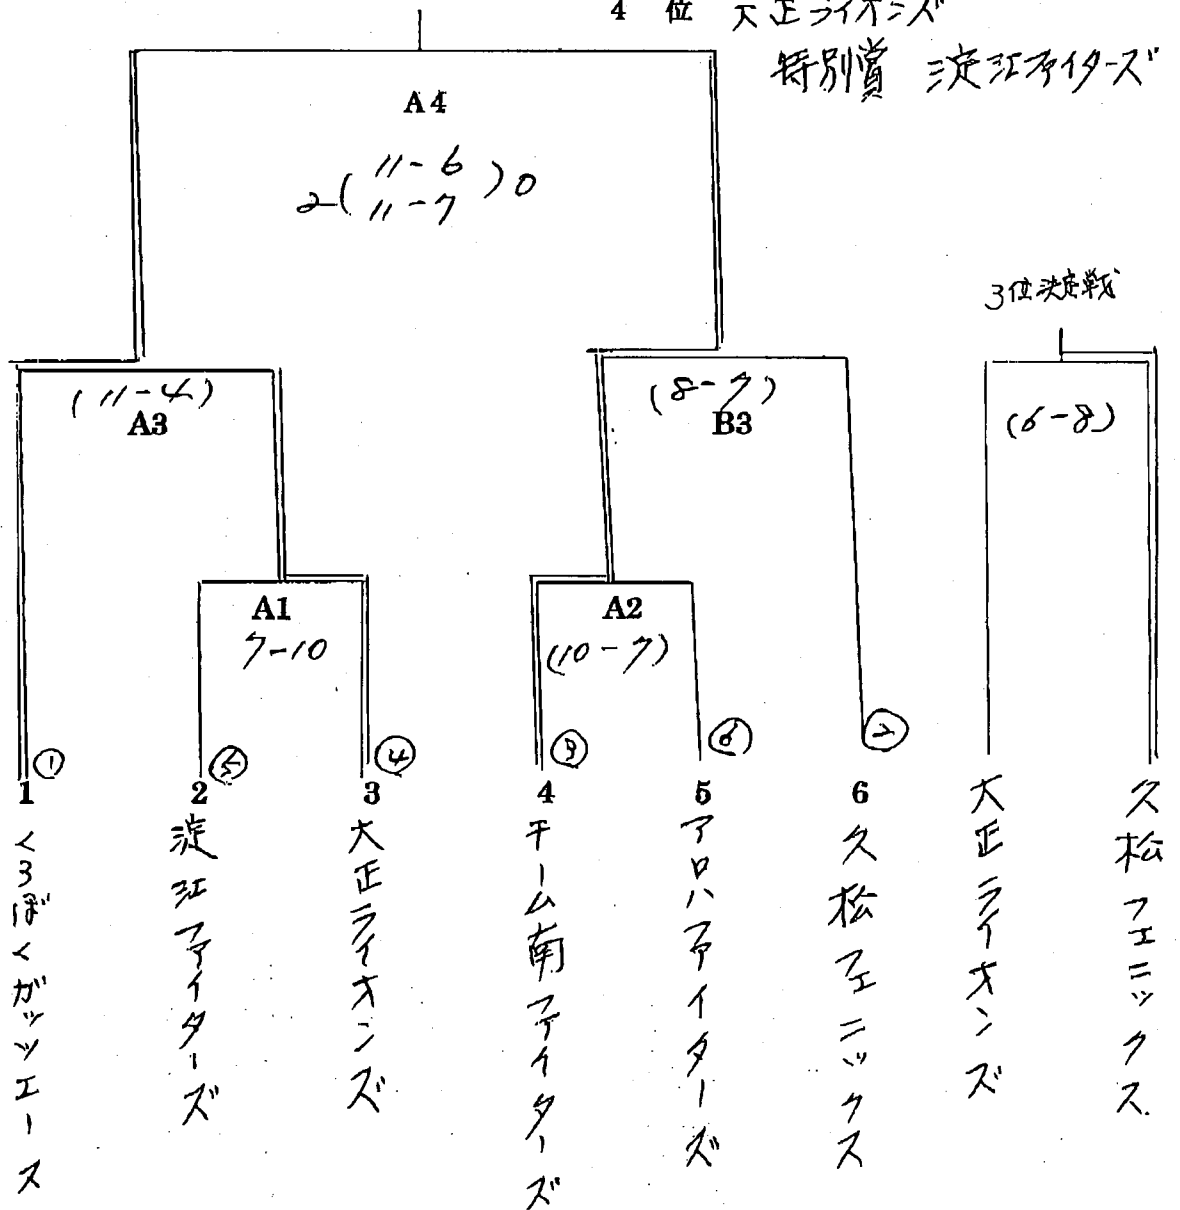 4 位 大正ライオンズ
特別賞 淀江ファイターズ
A4
2( 11-6
11-7 )0
3位決定戦
(11-4)
A3
(8-7)
B3
(6-8)
A1
7-10
A2
(10-7)
①
⑤
④
③
⑥
②
1
2
3
4
5
6
くろぼくガッツエース
淀江ファイターズ
大正ライオンズ
チーム南ファイターズ
アロハファイターズ
久松フェニックス
大正ライオンズ
久松フェニックス